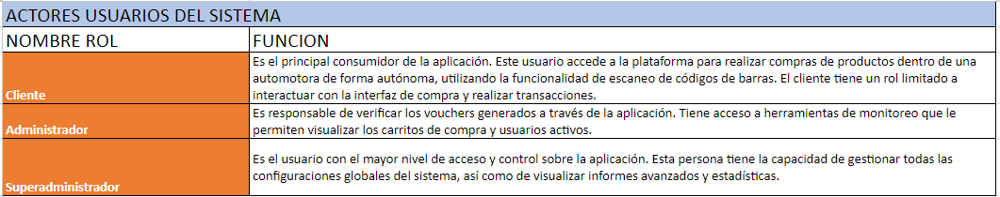 ACTORES USUARIOS DEL SISTEMA
NOMBRE ROL
FUNCION
Cliente
Es el principal consumidor de la aplicación. Este usuario accede a la plataforma para realizar compras de productos dentro de una
automotora de forma autónoma, utilizando la funcionalidad de escaneo de códigos de barras. El cliente tiene un rol limitado a
interactuar con la interfaz de compra y realizar transacciones.
Administrador
Es responsable de verificar los vouchers generados a través de la aplicación. Tiene acceso a herramientas de monitoreo que le
permiten visualizar los carritos de compra y usuarios activos.
Superadministrador
Es el usuario con el mayor nivel de acceso y control sobre la aplicación. Esta persona tiene la capacidad de gestionar todas las
configuraciones globales del sistema, así como de visualizar informes avanzados y estadísticas.